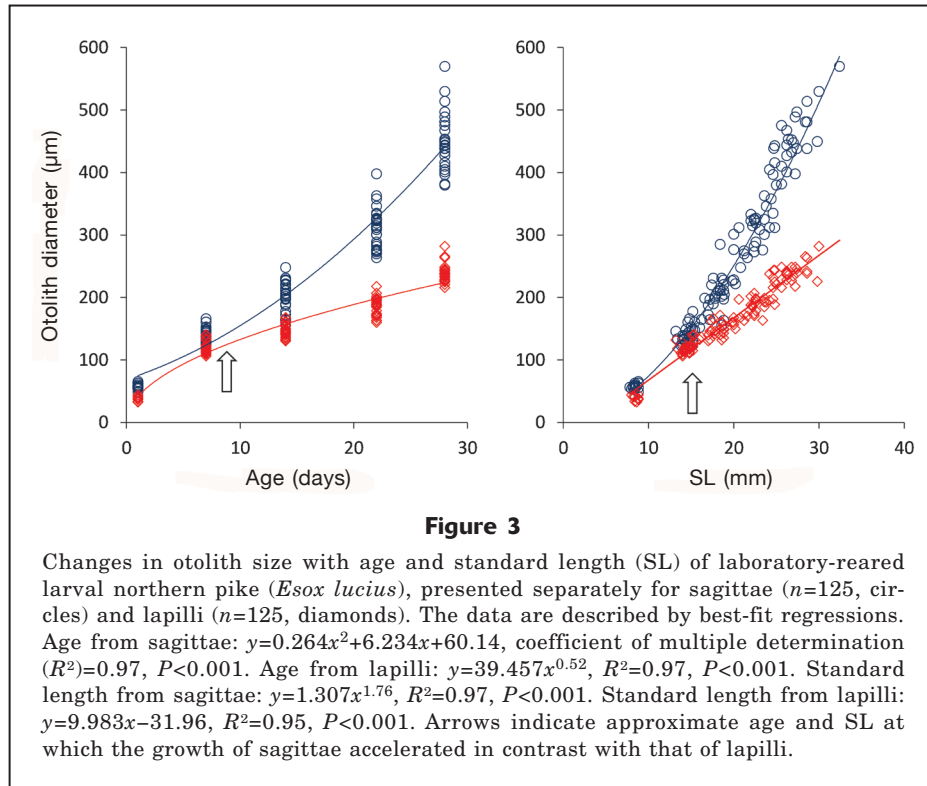 Otolith diameter (µm)
600
500
400
300
200
100
0
0 10 20 30
Age (days)
600
500
400
300
200
100
0
0 10 20 30 40
SL (mm)
Figure 3
Changes in otolith size with age and standard length (SL) of laboratory-reared
larval northern pike (Esox lucius), presented separately for sagittae (n=125, cir-
cles) and lapilli (n=125, diamonds). The data are described by best-fit regressions.
Age from sagittae: y=0.264x²+6.234x+60.14, coefficient of multiple determination
(R²)=0.97, P<0.001. Age from lapilli: y=39.457x⁰·⁵², R²=0.97, P<0.001. Standard
length from sagittae: y=1.307x¹·⁷⁶, R²=0.97, P<0.001. Standard length from lapilli:
y=9.983x−31.96, R²=0.95, P<0.001. Arrows indicate approximate age and SL at
which the growth of sagittae accelerated in contrast with that of lapilli.